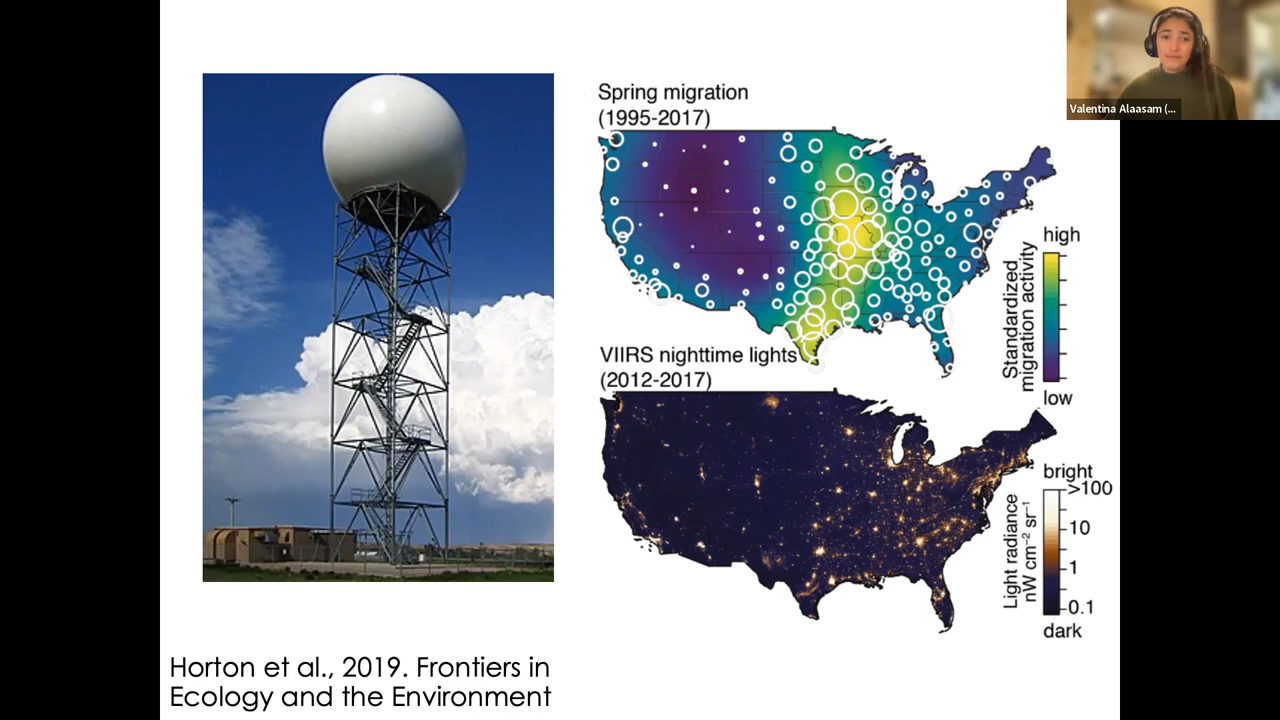 Valentina Alaasam (...
Spring migration
(1995-2017)
high
Standardized
migration activity
low
VIIRS nighttime lights
(2012-2017)
bright
>100
10
1
0.1
Light radiance
nW cm⁻² sr⁻¹
dark
Horton et al., 2019. Frontiers in
Ecology and the Environment